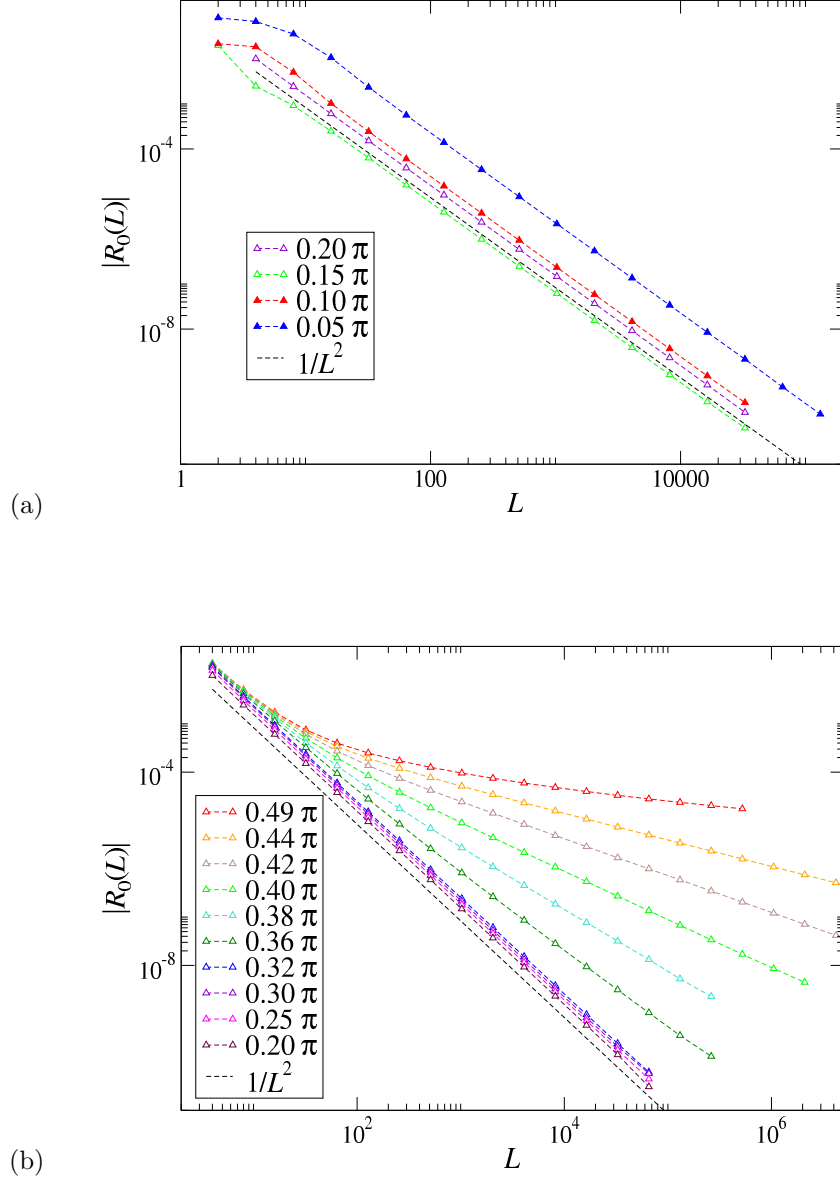 10^-4
10^-8
|R₀(L)|
0.20 π
0.15 π
0.10 π
0.05 π
1/L²
1 100 10000
L
(a)
10^-4
10^-8
|R₀(L)|
0.49 π
0.44 π
0.42 π
0.40 π
0.38 π
0.36 π
0.32 π
0.30 π
0.25 π
0.20 π
1/L²
10² 10⁴ 10⁶
L
(b)